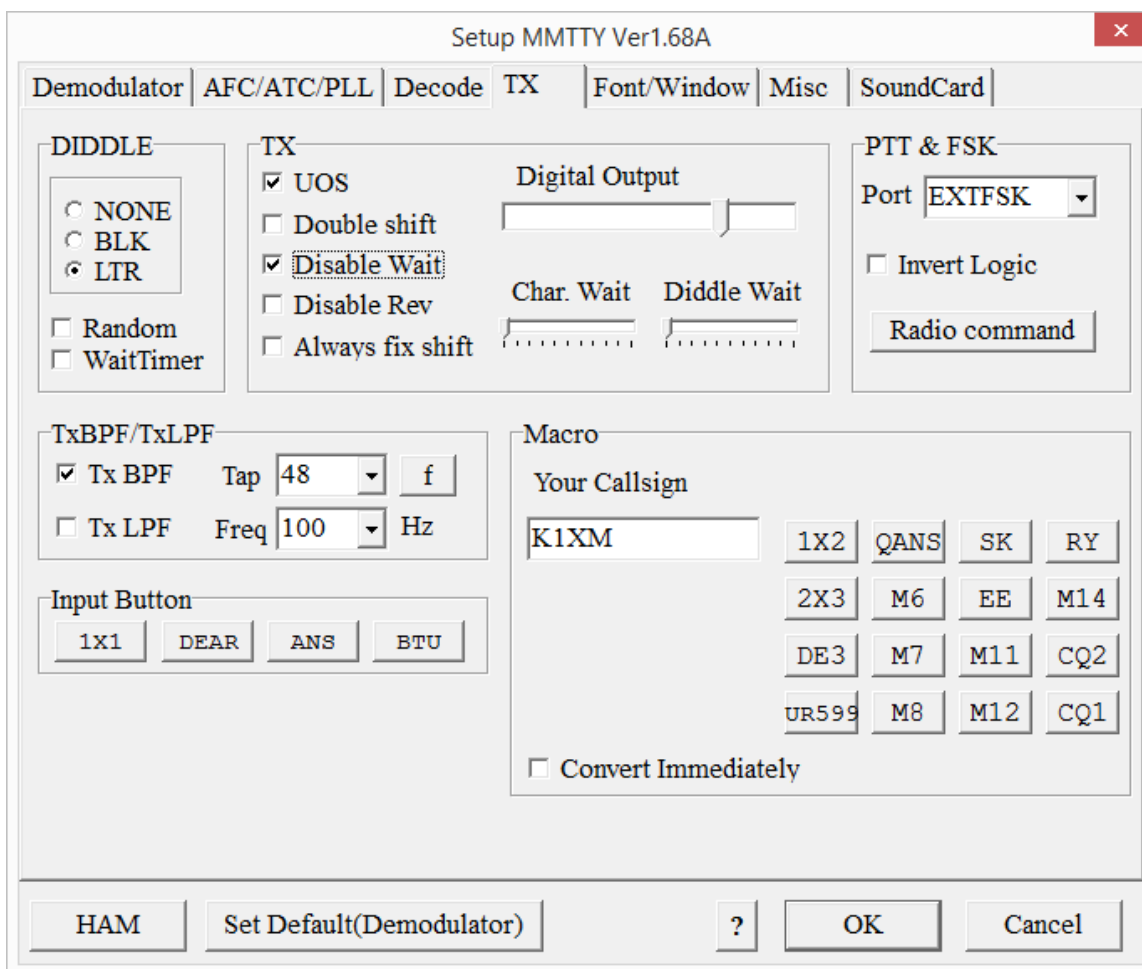 Setup MMTTY Ver1.68A
Demodulator AFC/ATC/PLL Decode TX Font/Window Misc SoundCard
DIDDLE
NONE
BLK
LTR
Random
WaitTimer
TX
UOS
Double shift
Disable Wait
Disable Rev
Always fix shift
Digital Output
Char. Wait Diddle Wait
PTT & FSK
Port EXTFSK
Invert Logic
Radio command
TxBPF/TxLPF
Tx BPF Tap 48 f
Tx LPF Freq 100 Hz
Input Button
1X1 DEAR ANS BTU
Macro
Your Callsign
K1XM
1X2 QANS SK RY
2X3 M6 EE M14
DE3 M7 M11 CQ2
UR599 M8 M12 CQ1
Convert Immediately
HAM Set Default(Demodulator) ? OK Cancel